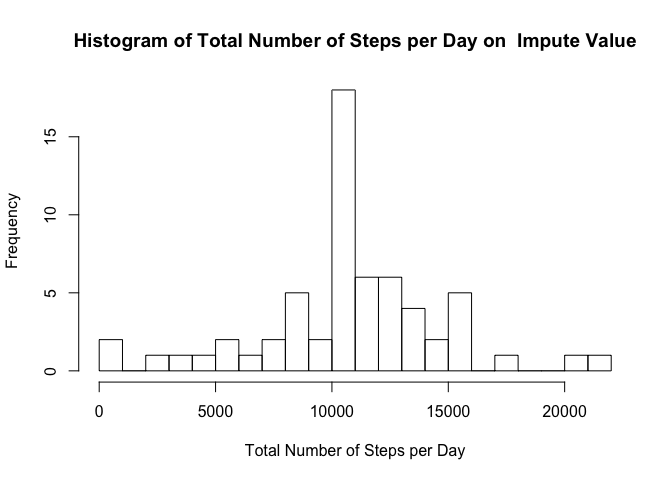 Histogram of Total Number of Steps per Day on  Impute Value
Frequency
15
10
5
0
0 5000 10000 15000 20000
Total Number of Steps per Day